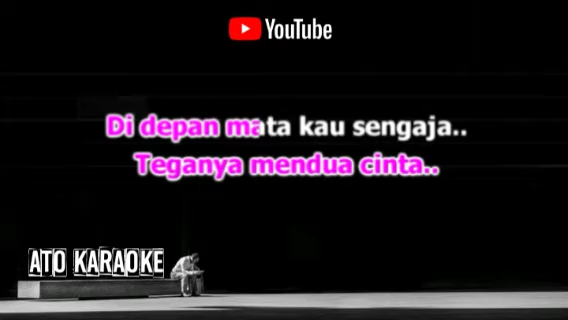 YouTube
Di depan mata kau sengaja..
Teganya mendua cinta..
ATO KARAOKE